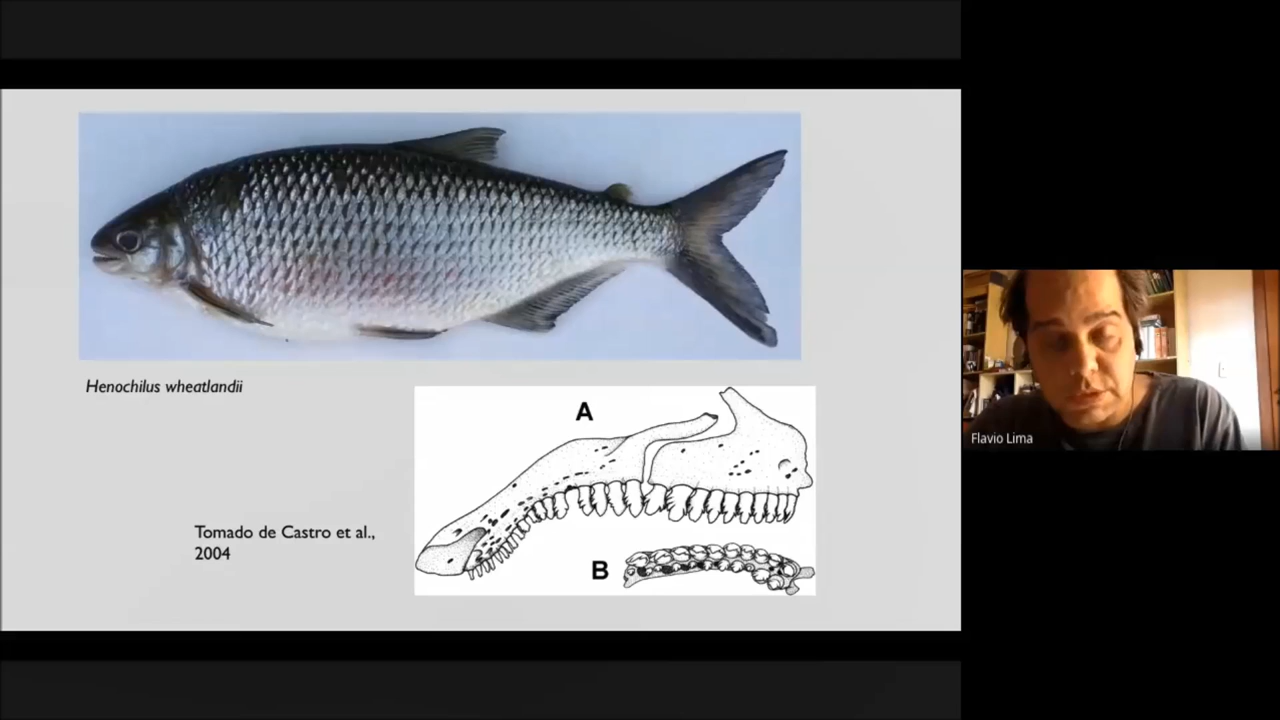 Henochilus wheatlandii
A
Tomado de Castro et al.,
2004
B
Flavio Lima